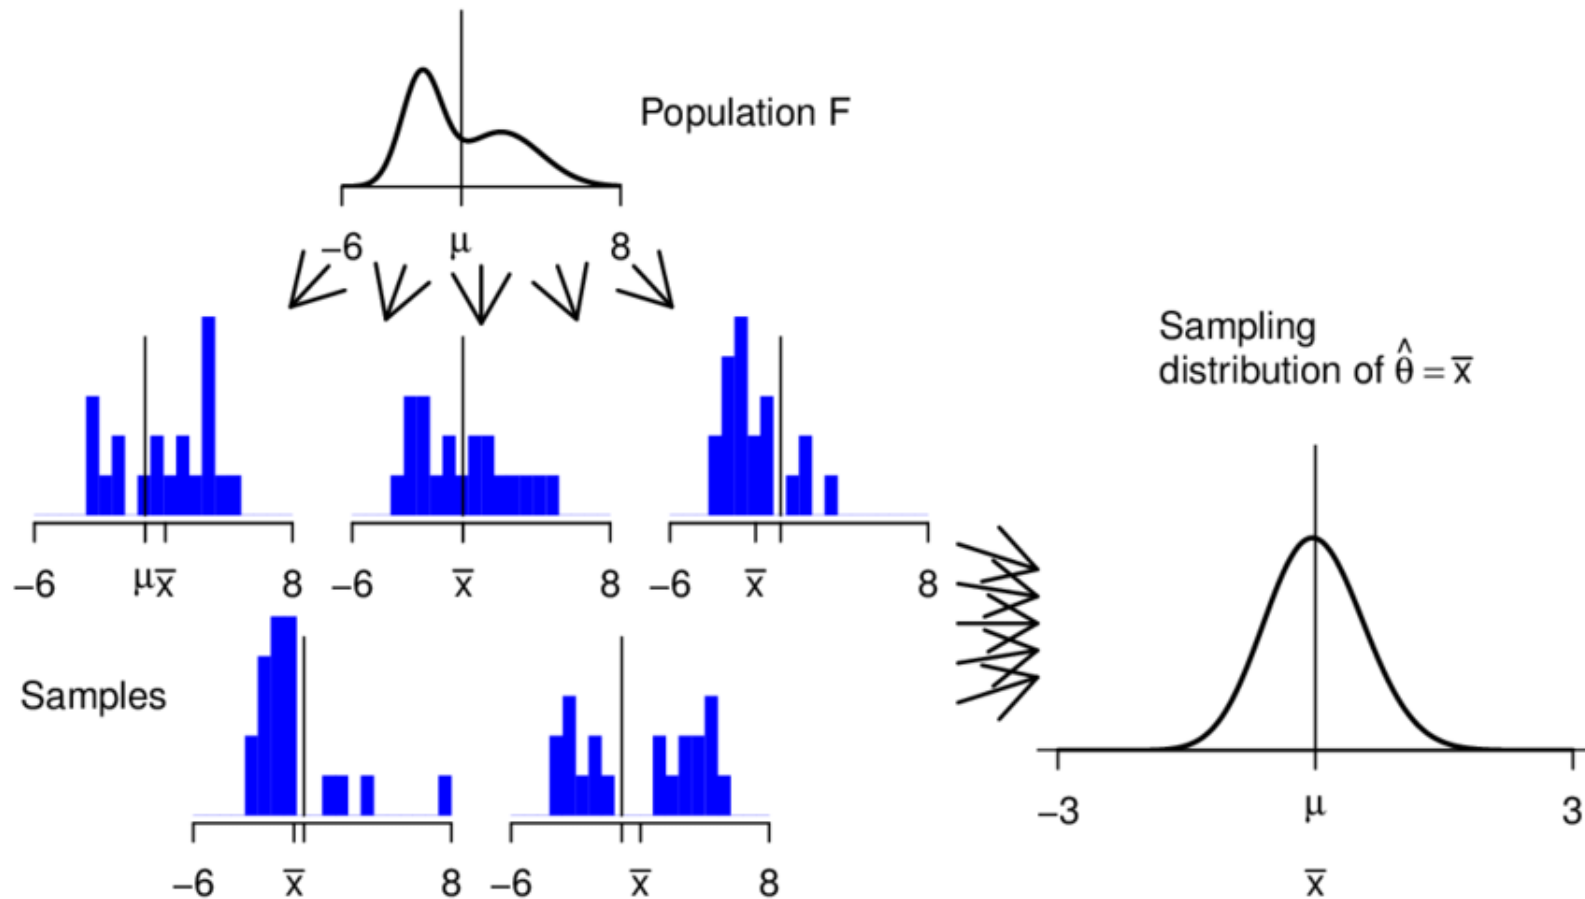 Population F
−6 μ 8
Sampling
distribution of θ̂ = x̄
−6 μ x̄ 8 −6 x̄ 8 −6 x̄ 8
Samples
−6 x̄ 8 −6 x̄ 8
−3 μ 3
x̄